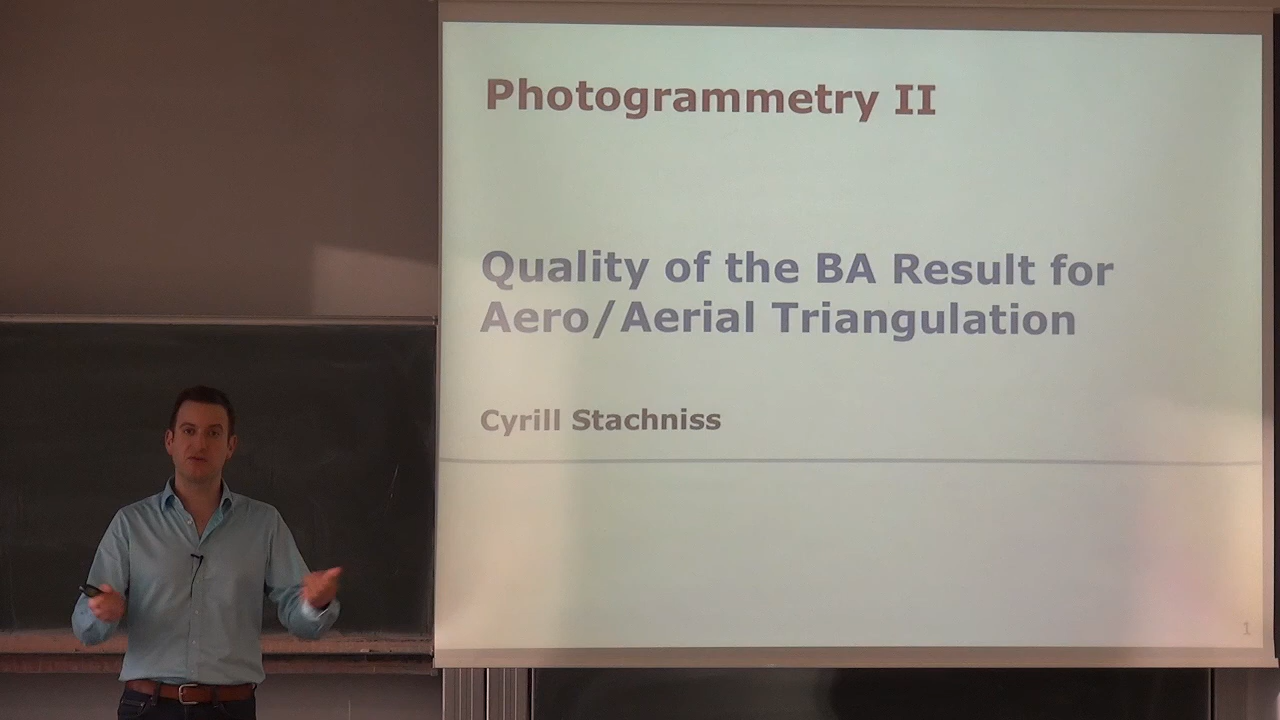 Photogrammetry II
Quality of the BA Result for
Aero/Aerial Triangulation
Cyrill Stachniss
1